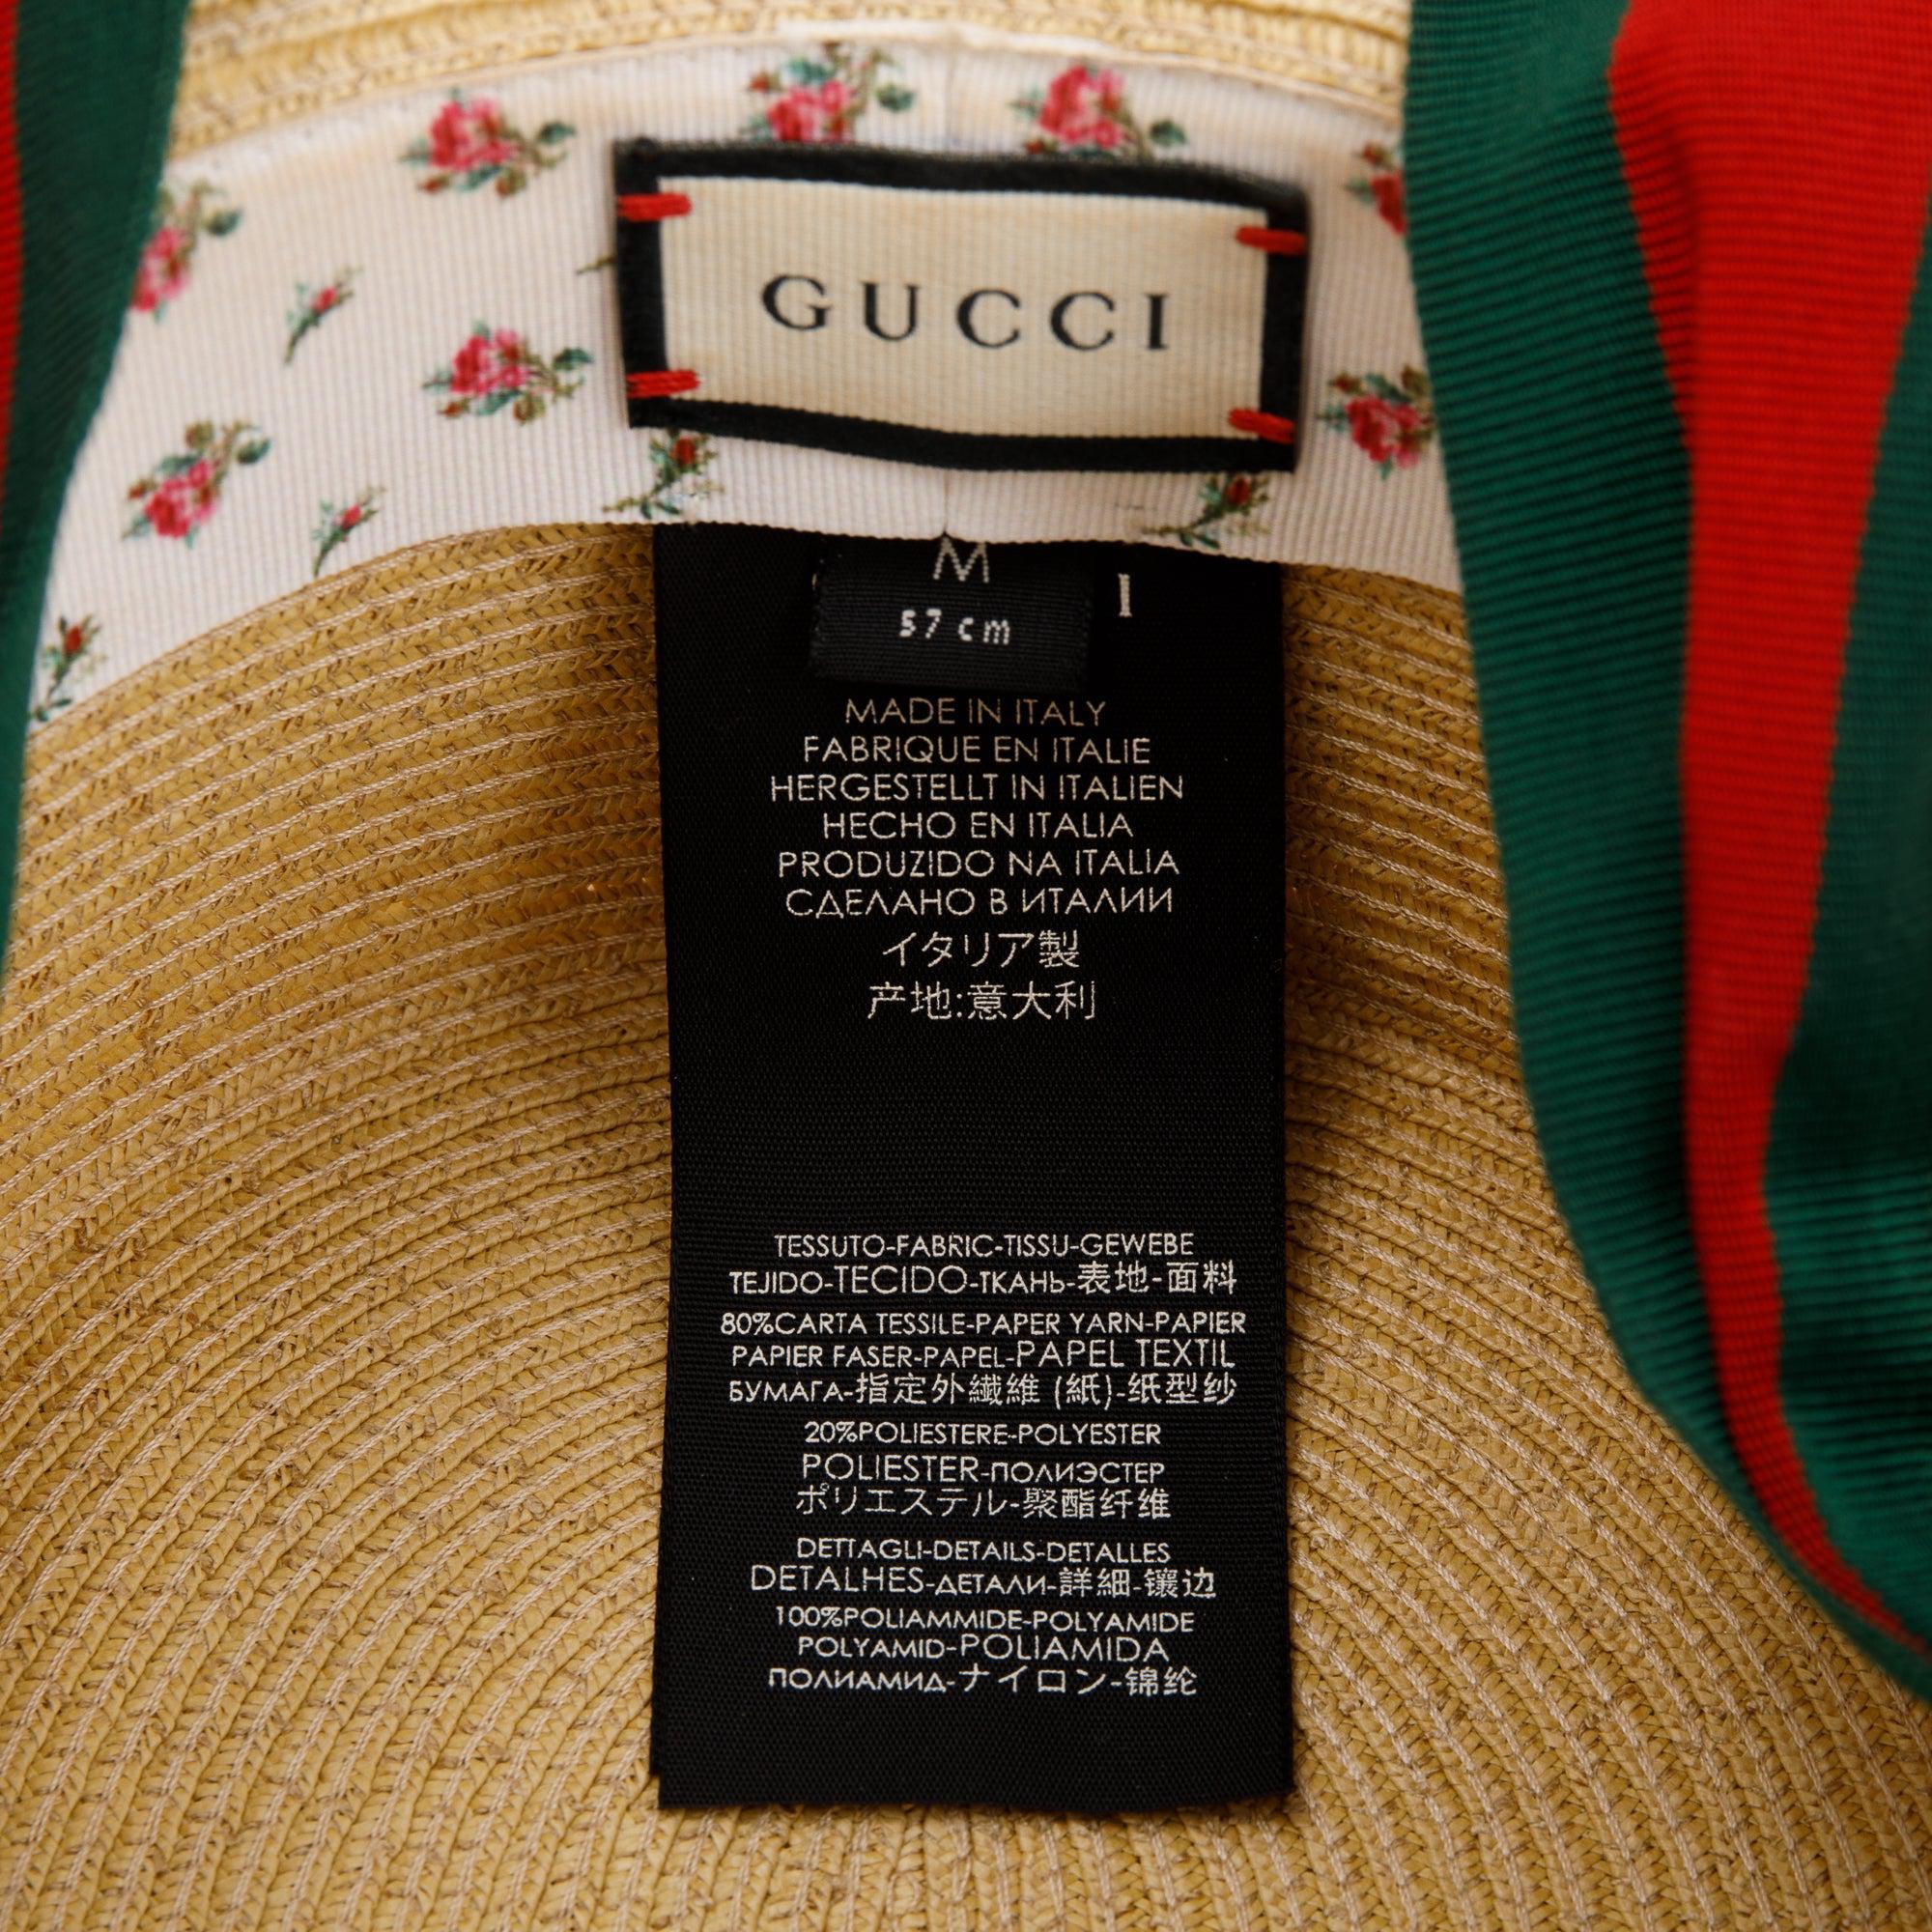 GUCCI
M
I
57 cm
MADE IN ITALY
FABRIQUE EN ITALIE
HERGESTELLT IN ITALIEN
HECHO EN ITALIA
PRODUZIDO NA ITALIA
СДЕЛАНО В ИТАЛИИ
イタリア製
产地:意大利
TESSUTO-FABRIC-TISSU-GEWEBE
TEJIDO-TECIDO-ТКАНЬ-表地-面料
80%CARTA TESSILE-PAPER YARN-PAPIER
PAPIER FASER-PAPEL-PAPEL TEXTIL
БУМАГА-指定外繊維 (紙)-纸型纱
20%POLIESTERE-POLYESTER
POLIESTER-ПОЛИЭСТЕР
ポリエステル-聚酯纤维
DETTAGLI-DETAILS-DETALLES
DETALHES-ДЕТАЛИ-詳細-镶边
100%POLIAMMIDE-POLYAMIDE
POLYAMID-POLIAMIDA
ПОЛИАМИД-ナイロン-锦纶